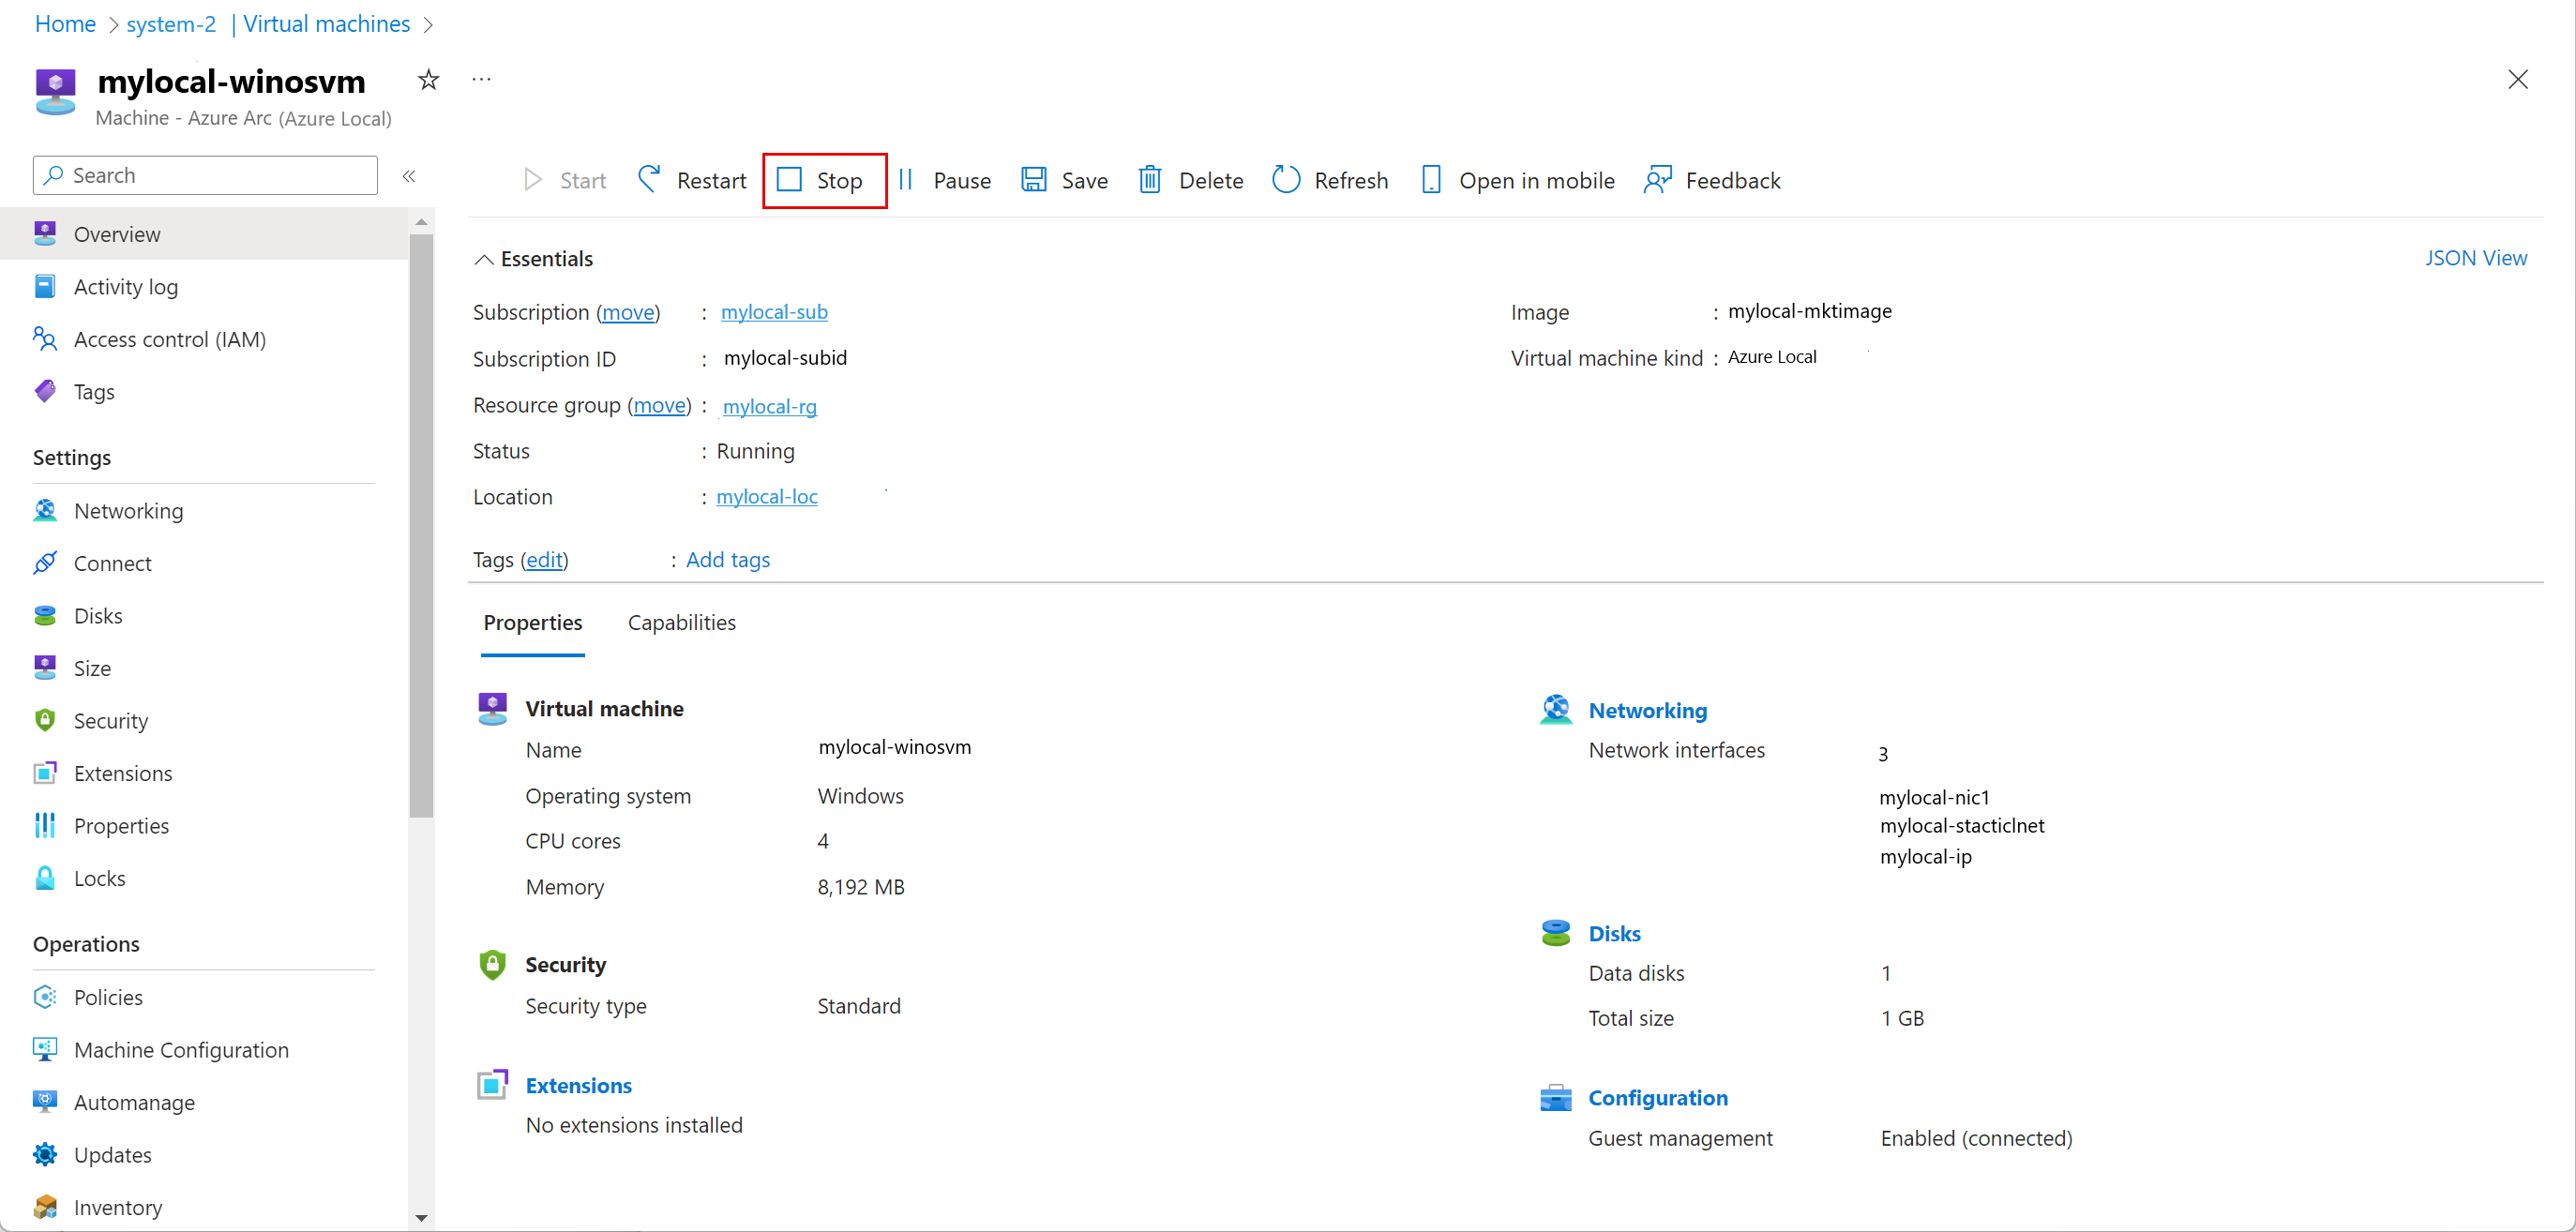 Home > system-2 | Virtual machines >
mylocal-winosvm
Machine - Azure Arc (Azure Local)
Search
Start Restart Stop Pause Save Delete Refresh Open in mobile Feedback
Overview
Activity log
Access control (IAM)
Tags
Settings
Networking
Connect
Disks
Size
Security
Extensions
Properties
Locks
Operations
Policies
Machine Configuration
Automanage
Updates
Inventory
Essentials
JSON View
Subscription (move) : mylocal-sub
Subscription ID : mylocal-subid
Resource group (move) : mylocal-rg
Status : Running
Location : mylocal-loc
Image : mylocal-mktimage
Virtual machine kind : Azure Local
Tags (edit) : Add tags
Properties Capabilities
Virtual machine
Name mylocal-winosvm
Operating system Windows
CPU cores 4
Memory 8,192 MB
Security
Security type Standard
Extensions
No extensions installed
Networking
Network interfaces 3
mylocal-nic1
mylocal-stacticlnet
mylocal-ip
Disks
Data disks 1
Total size 1 GB
Configuration
Guest management Enabled (connected)